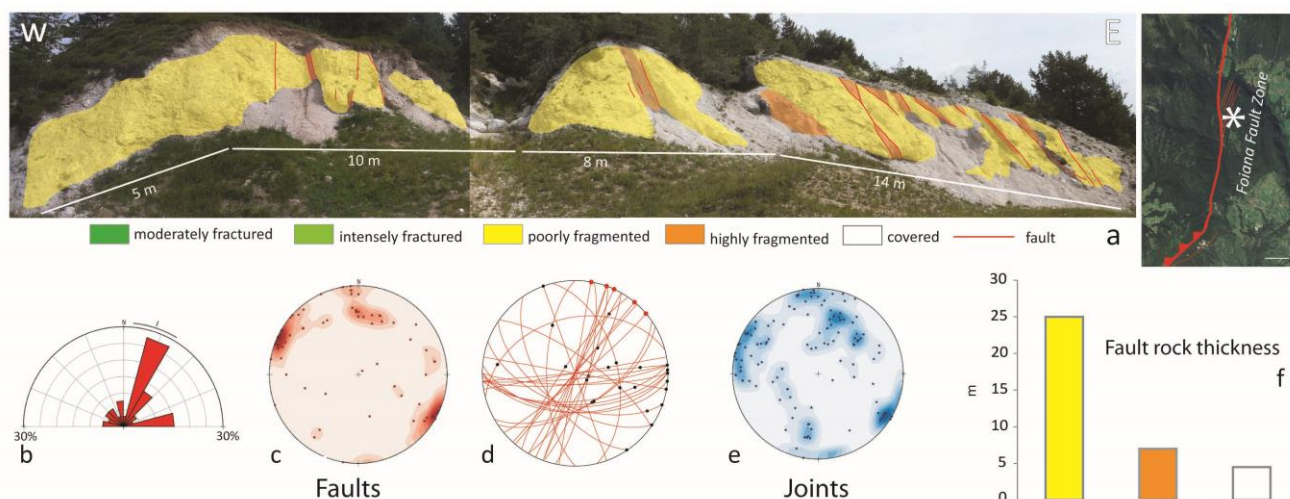 W
E
5 m
10 m
8 m
14 m
Foiana Fault Zone
*
moderately fractured
intensely fractured
poorly fragmented
highly fragmented
covered
fault
a
N
30%
30%
b
N
c
Faults
N
d
N
e
Joints
30
25
20
15
10
5
0
m
Fault rock thickness
f